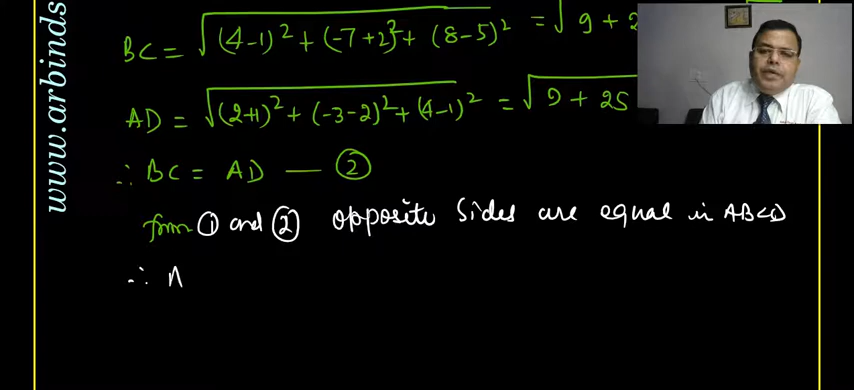 www.arbinds
BC = √(4-1)² + (-7+2)² + (8-5)² = √9 + 2
AD = √(2+1)² + (-3-2)² + (4-1)² = √9 + 25
∴ BC = AD — ②
from ① and ② opposite sides are equal in ABCD
∴ A